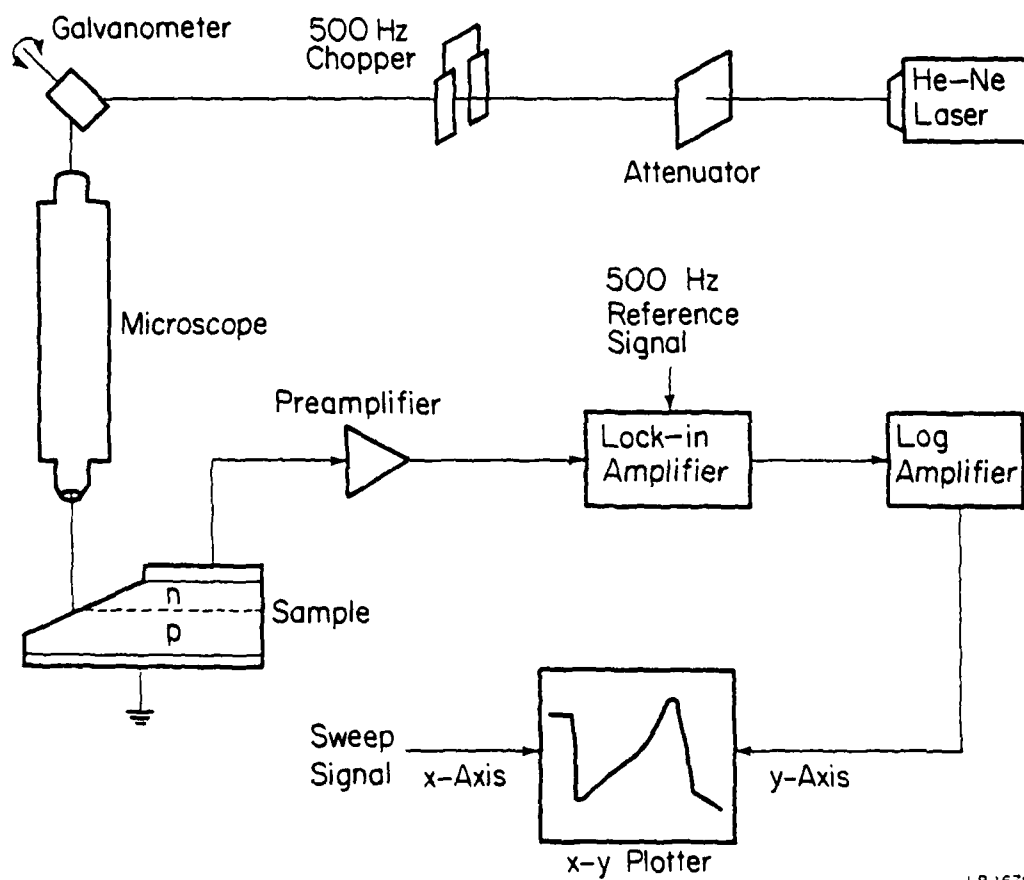 Galvanometer
500 Hz
Chopper
He-Ne
Laser
Attenuator
Microscope
500 Hz
Reference
Signal
Preamplifier
Lock-in
Amplifier
Log
Amplifier
n
p
Sample
Sweep
Signal
x-Axis
y-Axis
x-y Plotter